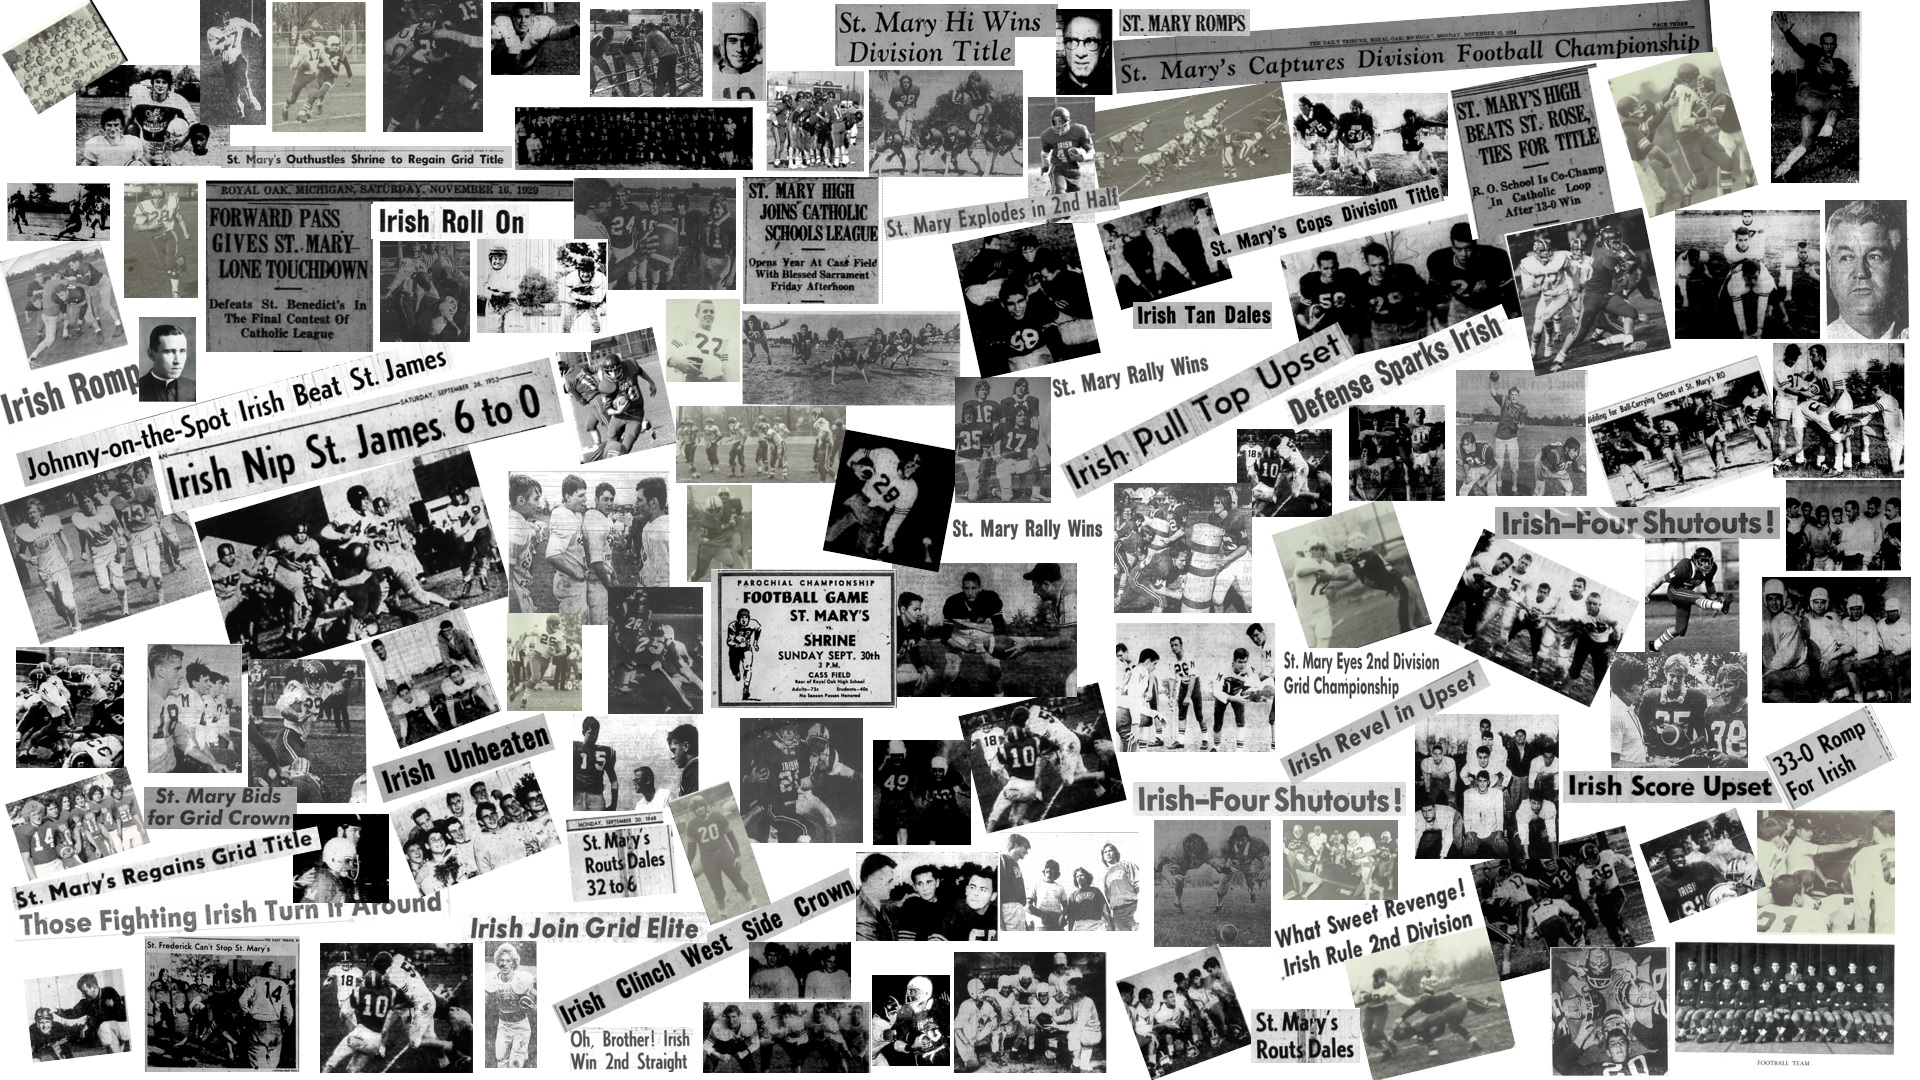 St. Mary Hi Wins
Division Title
ST. MARY ROMPS
THE DAILY TRIBUNE, ROYAL OAK, MICHIGAN, MONDAY, NOVEMBER
PAGE THREE
St. Mary's Captures Division Football Championship
St. Mary's Outhustles Shrine to Regain Grid Title
ST. MARY'S HIGH
BEATS ST. ROSE,
TIES FOR TITLE
R. O. School Is Co-Champ
In Catholic Loop
After 13-0 Win
ROYAL OAK, MICHIGAN, SATURDAY, NOVEMBER 16, 1929
FORWARD PASS
GIVES ST. MARY
LONE TOUCHDOWN
Defeats St. Benedict's In
The Final Contest Of
Catholic League
Irish Roll On
ST. MARY HIGH
JOINS CATHOLIC
SCHOOLS LEAGUE
Opens Year At Cass Field
With Blessed Sacrament
Friday Afternoon
St. Mary Explodes in 2nd Half
St. Mary's Cops Division Title
Irish Tan Dales
Irish Romp
Johnny-on-the-Spot Irish Beat St. James
SATURDAY, SEPTEMBER 26, 1953
Irish Nip St. James 6 to 0
St. Mary Rally Wins
Irish Pull Top Upset
Defense Sparks Irish
Bidding for Ball-Carrying Chores at St. Mary's RO
St. Mary Rally Wins
Irish–Four Shutouts!
PAROCHIAL CHAMPIONSHIP
FOOTBALL GAME
ST. MARY'S
vs.
SHRINE
SUNDAY SEPT. 30th
2 P.M.
CASS FIELD
Rear of Royal Oak High School
Adults—75c Students—40c
No Season Passes Honored
St. Mary Eyes 2nd Division
Grid Championship
Irish Revel in Upset
Irish Unbeaten
33-0 Romp
For Irish
Irish Score Upset
Irish–Four Shutouts!
St. Mary Bids
for Grid Crown
St. Mary's Regains Grid Title
Those Fighting Irish Turn It Around
MONDAY, SEPTEMBER 20, 1948
St. Mary's
Routs Dales
32 to 6
Irish Join Grid Elite
Irish Clinch West Side Crown
What Sweet Revenge!
Irish Rule 2nd Division
St. Frederick Can't Stop St. Mary's
Oh, Brother! Irish
Win 2nd Straight
St. Mary's
Routs Dales
FOOTBALL TEAM